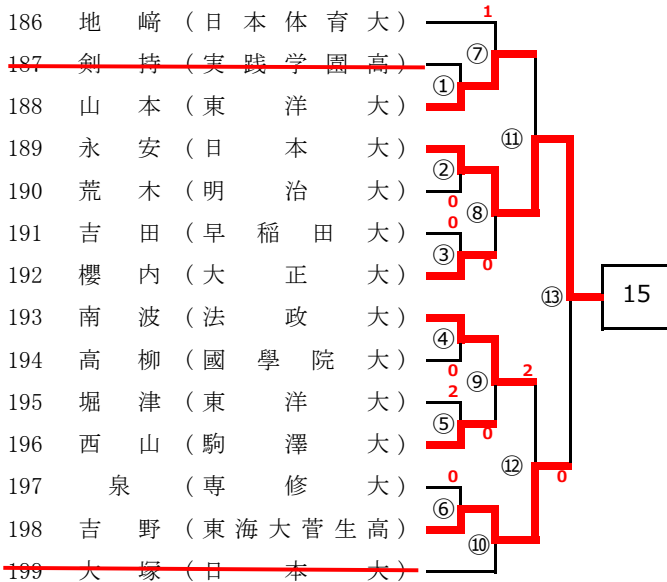 186 地﨑（日本体育大） 1
187 剣持（実践学園高） ⑦
188 山本（東洋大） ①
189 永安（日本大） ② ⑪
190 荒木（明治大） 0 ⑧
191 吉田（早稲田大） 0
192 櫻内（大正大） ③ 0
⑬ 15
193 南波（法政大） ④
194 高柳（國學院大） 0 ⑨ 2
195 堀津（東洋大） 2
196 西山（駒澤大） ⑤ 0
⑫ 0
197 泉（専修大） 0
198 吉野（東海大菅生高） ⑥ ⑩
199 大塚（日本大）